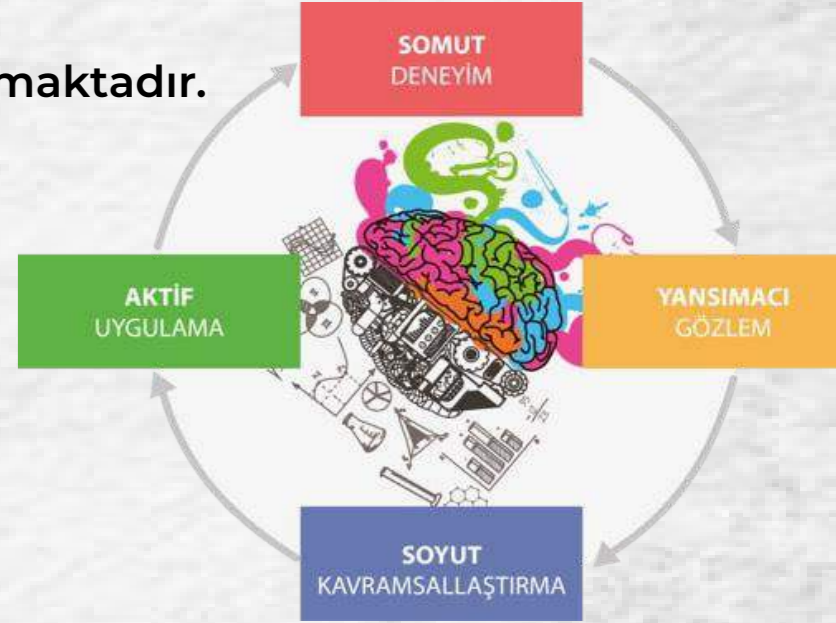 maktadır.
SOMUT
DENEYİM
AKTİF
UYGULAMA
YANSIMACI
GÖZLEM
SOYUT
KAVRAMSALLAŞTIRMA